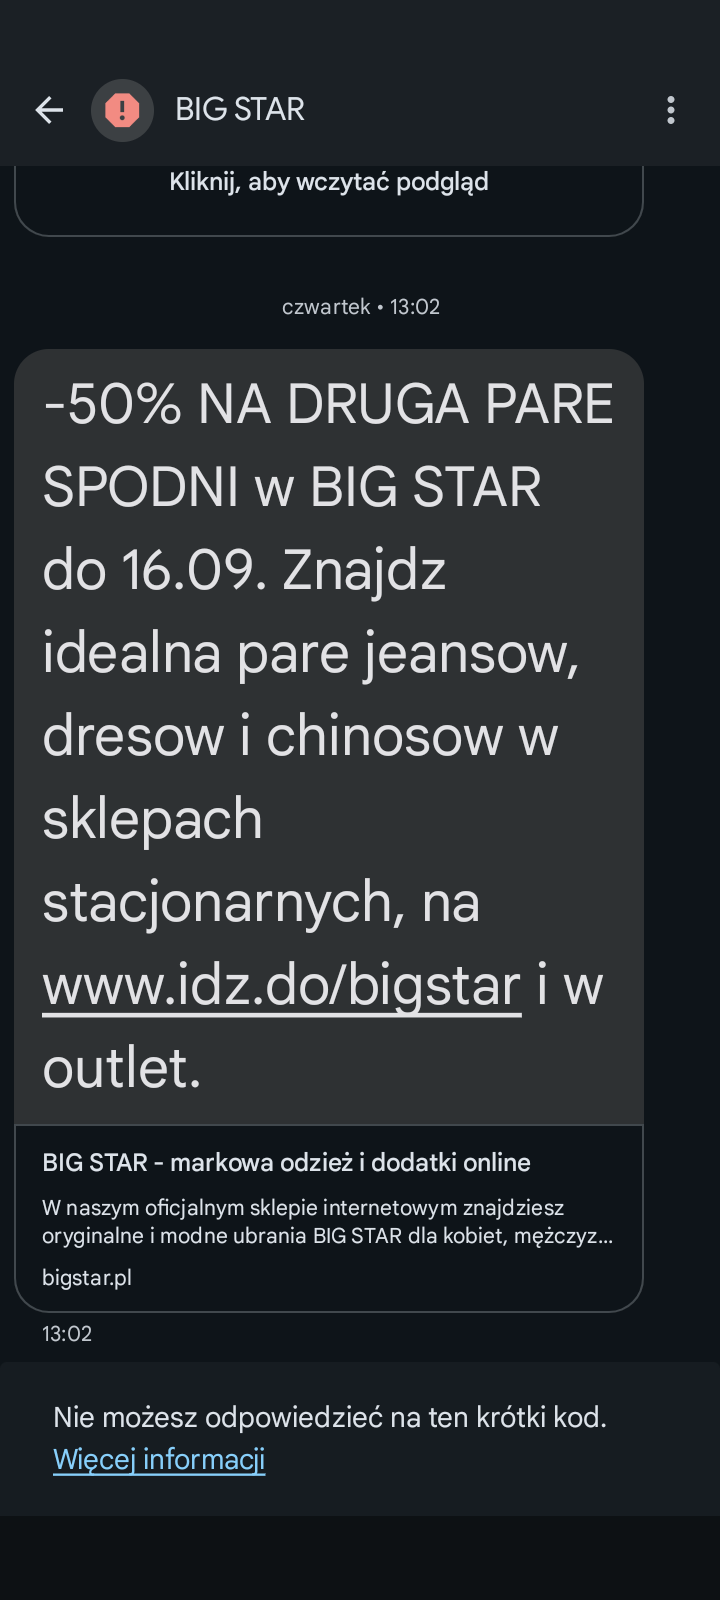 BIG STAR
Kliknij, aby wczytać podgląd
czwartek • 13:02
-50% NA DRUGA PARE
SPODNI w BIG STAR
do 16.09. Znajdz
idealna pare jeansow,
dresow i chinosow w
sklepach
stacjonarnych, na
www.idz.do/bigstar i w
outlet.
BIG STAR - markowa odzież i dodatki online
W naszym oficjalnym sklepie internetowym znajdziesz
oryginalne i modne ubrania BIG STAR dla kobiet, mężczyz...
bigstar.pl
13:02
Nie możesz odpowiedzieć na ten krótki kod.
Więcej informacji